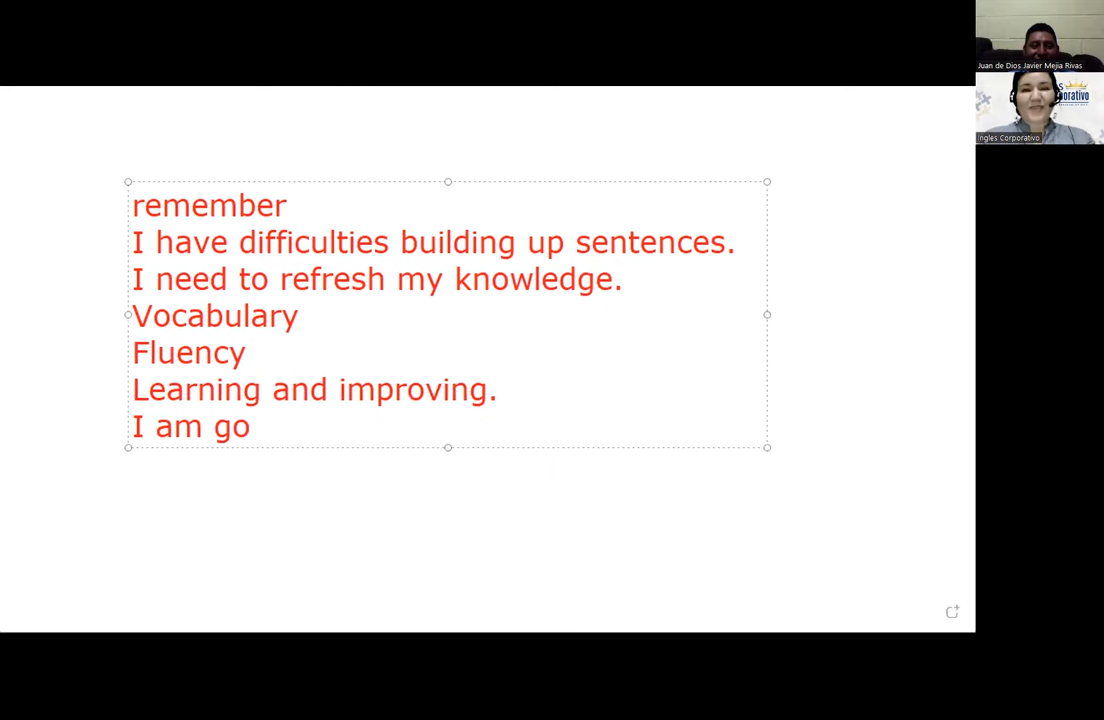 remember
I have difficulties building up sentences.
I need to refresh my knowledge.
Vocabulary
Fluency
Learning and improving.
I am go
Juan de Dios Javier Mejia Rivas
Ingles Corporativo